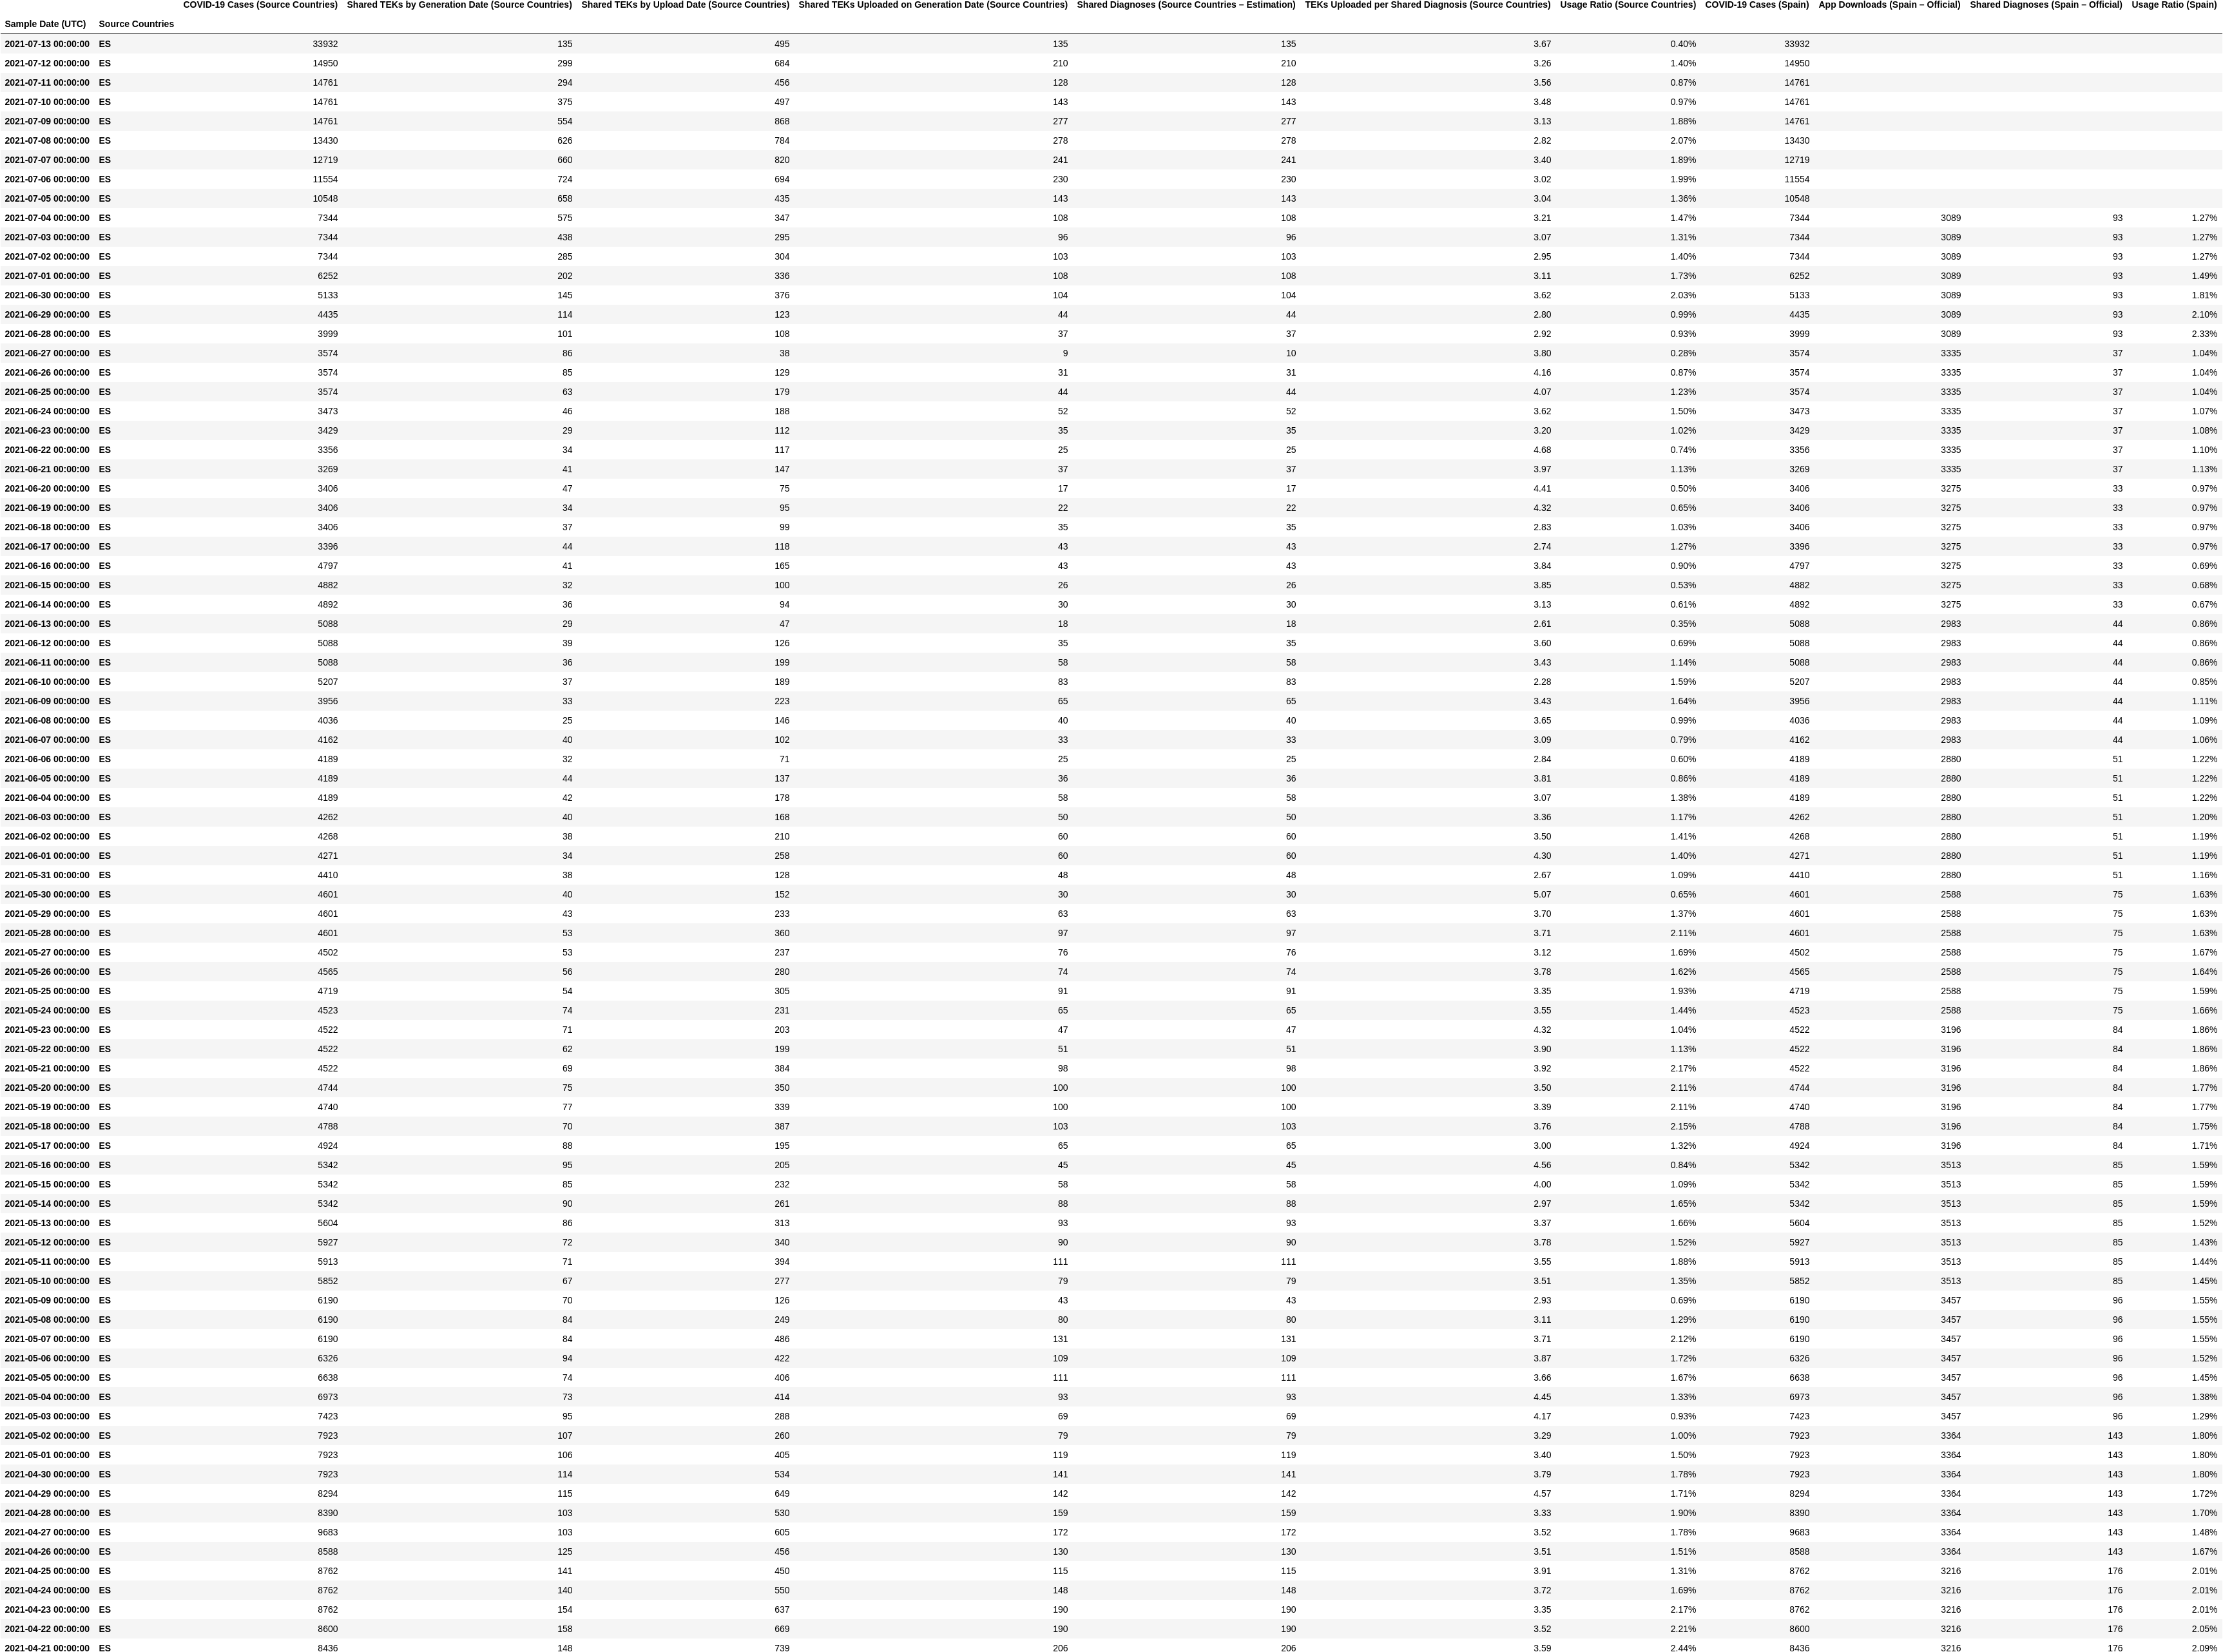 COVID-19 Cases (Source Countries) Shared TEKs by Generation Date (Source Countries) Shared TEKs by Upload Date (Source Countries) Shared TEKs Uploaded on Generation Date (Source Countries) Shared Diagnoses (Source Countries – Estimation) TEKs Uploaded per Shared Diagnosis (Source Countries) Usage Ratio (Source Countries) COVID-19 Cases (Spain) App Downloads (Spain – Official) Shared Diagnoses (Spain – Official) Usage Ratio (Spain)
Sample Date (UTC) Source Countries
2021-07-13 00:00:00 ES 33932 135 495 135 135 3.67 0.40% 33932
2021-07-12 00:00:00 ES 14950 299 684 210 210 3.26 1.40% 14950
2021-07-11 00:00:00 ES 14761 294 456 128 128 3.56 0.87% 14761
2021-07-10 00:00:00 ES 14761 375 497 143 143 3.48 0.97% 14761
2021-07-09 00:00:00 ES 14761 554 868 277 277 3.13 1.88% 14761
2021-07-08 00:00:00 ES 13430 626 784 278 278 2.82 2.07% 13430
2021-07-07 00:00:00 ES 12719 660 820 241 241 3.40 1.89% 12719
2021-07-06 00:00:00 ES 11554 724 694 230 230 3.02 1.99% 11554
2021-07-05 00:00:00 ES 10548 658 435 143 143 3.04 1.36% 10548
2021-07-04 00:00:00 ES 7344 575 347 108 108 3.21 1.47% 7344 3089 93 1.27%
2021-07-03 00:00:00 ES 7344 438 295 96 96 3.07 1.31% 7344 3089 93 1.27%
2021-07-02 00:00:00 ES 7344 285 304 103 103 2.95 1.40% 7344 3089 93 1.27%
2021-07-01 00:00:00 ES 6252 202 336 108 108 3.11 1.73% 6252 3089 93 1.49%
2021-06-30 00:00:00 ES 5133 145 376 104 104 3.62 2.03% 5133 3089 93 1.81%
2021-06-29 00:00:00 ES 4435 114 123 44 44 2.80 0.99% 4435 3089 93 2.10%
2021-06-28 00:00:00 ES 3999 101 108 37 37 2.92 0.93% 3999 3089 93 2.33%
2021-06-27 00:00:00 ES 3574 86 38 9 10 3.80 0.28% 3574 3335 37 1.04%
2021-06-26 00:00:00 ES 3574 85 129 31 31 4.16 0.87% 3574 3335 37 1.04%
2021-06-25 00:00:00 ES 3574 63 179 44 44 4.07 1.23% 3574 3335 37 1.04%
2021-06-24 00:00:00 ES 3473 46 188 52 52 3.62 1.50% 3473 3335 37 1.07%
2021-06-23 00:00:00 ES 3429 29 112 35 35 3.20 1.02% 3429 3335 37 1.08%
2021-06-22 00:00:00 ES 3356 34 117 25 25 4.68 0.74% 3356 3335 37 1.10%
2021-06-21 00:00:00 ES 3269 41 147 37 37 3.97 1.13% 3269 3335 37 1.13%
2021-06-20 00:00:00 ES 3406 47 75 17 17 4.41 0.50% 3406 3275 33 0.97%
2021-06-19 00:00:00 ES 3406 34 95 22 22 4.32 0.65% 3406 3275 33 0.97%
2021-06-18 00:00:00 ES 3406 37 99 35 35 2.83 1.03% 3406 3275 33 0.97%
2021-06-17 00:00:00 ES 3396 44 118 43 43 2.74 1.27% 3396 3275 33 0.97%
2021-06-16 00:00:00 ES 4797 41 165 43 43 3.84 0.90% 4797 3275 33 0.69%
2021-06-15 00:00:00 ES 4882 32 100 26 26 3.85 0.53% 4882 3275 33 0.68%
2021-06-14 00:00:00 ES 4892 36 94 30 30 3.13 0.61% 4892 3275 33 0.67%
2021-06-13 00:00:00 ES 5088 29 47 18 18 2.61 0.35% 5088 2983 44 0.86%
2021-06-12 00:00:00 ES 5088 39 126 35 35 3.60 0.69% 5088 2983 44 0.86%
2021-06-11 00:00:00 ES 5088 36 199 58 58 3.43 1.14% 5088 2983 44 0.86%
2021-06-10 00:00:00 ES 5207 37 189 83 83 2.28 1.59% 5207 2983 44 0.85%
2021-06-09 00:00:00 ES 3956 33 223 65 65 3.43 1.64% 3956 2983 44 1.11%
2021-06-08 00:00:00 ES 4036 25 146 40 40 3.65 0.99% 4036 2983 44 1.09%
2021-06-07 00:00:00 ES 4162 40 102 33 33 3.09 0.79% 4162 2983 44 1.06%
2021-06-06 00:00:00 ES 4189 32 71 25 25 2.84 0.60% 4189 2880 51 1.22%
2021-06-05 00:00:00 ES 4189 44 137 36 36 3.81 0.86% 4189 2880 51 1.22%
2021-06-04 00:00:00 ES 4189 42 178 58 58 3.07 1.38% 4189 2880 51 1.22%
2021-06-03 00:00:00 ES 4262 40 168 50 50 3.36 1.17% 4262 2880 51 1.20%
2021-06-02 00:00:00 ES 4268 38 210 60 60 3.50 1.41% 4268 2880 51 1.19%
2021-06-01 00:00:00 ES 4271 34 258 60 60 4.30 1.40% 4271 2880 51 1.19%
2021-05-31 00:00:00 ES 4410 38 128 48 48 2.67 1.09% 4410 2880 51 1.16%
2021-05-30 00:00:00 ES 4601 40 152 30 30 5.07 0.65% 4601 2588 75 1.63%
2021-05-29 00:00:00 ES 4601 43 233 63 63 3.70 1.37% 4601 2588 75 1.63%
2021-05-28 00:00:00 ES 4601 53 360 97 97 3.71 2.11% 4601 2588 75 1.63%
2021-05-27 00:00:00 ES 4502 53 237 76 76 3.12 1.69% 4502 2588 75 1.67%
2021-05-26 00:00:00 ES 4565 56 280 74 74 3.78 1.62% 4565 2588 75 1.64%
2021-05-25 00:00:00 ES 4719 54 305 91 91 3.35 1.93% 4719 2588 75 1.59%
2021-05-24 00:00:00 ES 4523 74 231 65 65 3.55 1.44% 4523 2588 75 1.66%
2021-05-23 00:00:00 ES 4522 71 203 47 47 4.32 1.04% 4522 3196 84 1.86%
2021-05-22 00:00:00 ES 4522 62 199 51 51 3.90 1.13% 4522 3196 84 1.86%
2021-05-21 00:00:00 ES 4522 69 384 98 98 3.92 2.17% 4522 3196 84 1.86%
2021-05-20 00:00:00 ES 4744 75 350 100 100 3.50 2.11% 4744 3196 84 1.77%
2021-05-19 00:00:00 ES 4740 77 339 100 100 3.39 2.11% 4740 3196 84 1.77%
2021-05-18 00:00:00 ES 4788 70 387 103 103 3.76 2.15% 4788 3196 84 1.75%
2021-05-17 00:00:00 ES 4924 88 195 65 65 3.00 1.32% 4924 3196 84 1.71%
2021-05-16 00:00:00 ES 5342 95 205 45 45 4.56 0.84% 5342 3513 85 1.59%
2021-05-15 00:00:00 ES 5342 85 232 58 58 4.00 1.09% 5342 3513 85 1.59%
2021-05-14 00:00:00 ES 5342 90 261 88 88 2.97 1.65% 5342 3513 85 1.59%
2021-05-13 00:00:00 ES 5604 86 313 93 93 3.37 1.66% 5604 3513 85 1.52%
2021-05-12 00:00:00 ES 5927 72 340 90 90 3.78 1.52% 5927 3513 85 1.43%
2021-05-11 00:00:00 ES 5913 71 394 111 111 3.55 1.88% 5913 3513 85 1.44%
2021-05-10 00:00:00 ES 5852 67 277 79 79 3.51 1.35% 5852 3513 85 1.45%
2021-05-09 00:00:00 ES 6190 70 126 43 43 2.93 0.69% 6190 3457 96 1.55%
2021-05-08 00:00:00 ES 6190 84 249 80 80 3.11 1.29% 6190 3457 96 1.55%
2021-05-07 00:00:00 ES 6190 84 486 131 131 3.71 2.12% 6190 3457 96 1.55%
2021-05-06 00:00:00 ES 6326 94 422 109 109 3.87 1.72% 6326 3457 96 1.52%
2021-05-05 00:00:00 ES 6638 74 406 111 111 3.66 1.67% 6638 3457 96 1.45%
2021-05-04 00:00:00 ES 6973 73 414 93 93 4.45 1.33% 6973 3457 96 1.38%
2021-05-03 00:00:00 ES 7423 95 288 69 69 4.17 0.93% 7423 3457 96 1.29%
2021-05-02 00:00:00 ES 7923 107 260 79 79 3.29 1.00% 7923 3364 143 1.80%
2021-05-01 00:00:00 ES 7923 106 405 119 119 3.40 1.50% 7923 3364 143 1.80%
2021-04-30 00:00:00 ES 7923 114 534 141 141 3.79 1.78% 7923 3364 143 1.80%
2021-04-29 00:00:00 ES 8294 115 649 142 142 4.57 1.71% 8294 3364 143 1.72%
2021-04-28 00:00:00 ES 8390 103 530 159 159 3.33 1.90% 8390 3364 143 1.70%
2021-04-27 00:00:00 ES 9683 103 605 172 172 3.52 1.78% 9683 3364 143 1.48%
2021-04-26 00:00:00 ES 8588 125 456 130 130 3.51 1.51% 8588 3364 143 1.67%
2021-04-25 00:00:00 ES 8762 141 450 115 115 3.91 1.31% 8762 3216 176 2.01%
2021-04-24 00:00:00 ES 8762 140 550 148 148 3.72 1.69% 8762 3216 176 2.01%
2021-04-23 00:00:00 ES 8762 154 637 190 190 3.35 2.17% 8762 3216 176 2.01%
2021-04-22 00:00:00 ES 8600 158 669 190 190 3.52 2.21% 8600 3216 176 2.05%
2021-04-21 00:00:00 ES 8436 148 739 206 206 3.59 2.44% 8436 3216 176 2.09%